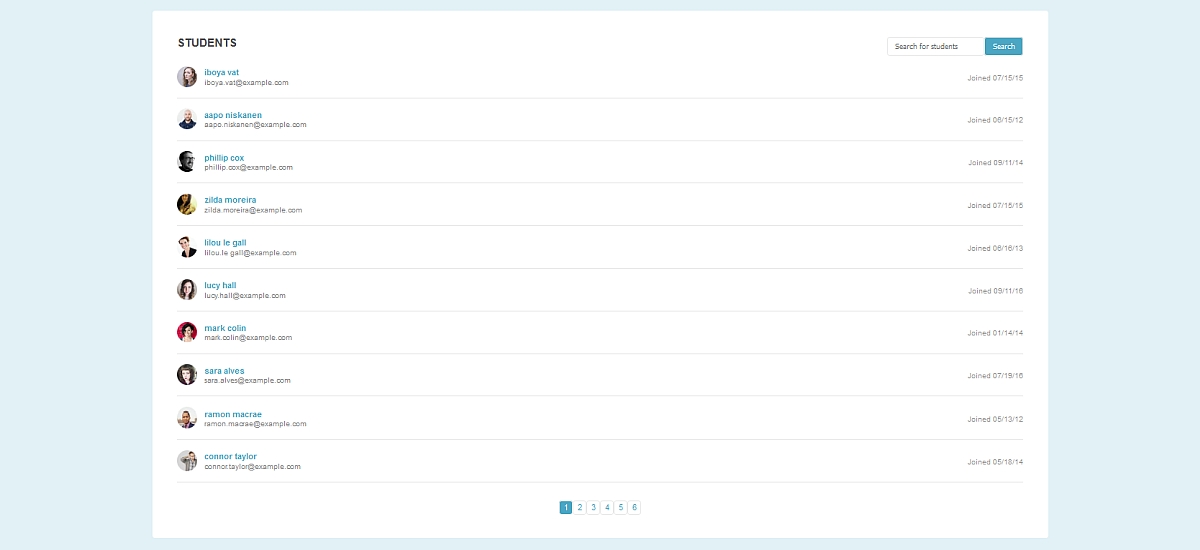 STUDENTS
Search for students
Search
iboya vat
iboya.vat@example.com
Joined 07/15/15
aapo niskanen
aapo.niskanen@example.com
Joined 06/15/12
phillip cox
phillip.cox@example.com
Joined 09/11/14
zilda moreira
zilda.moreira@example.com
Joined 07/15/15
lilou le gall
lilou.le gall@example.com
Joined 06/16/13
lucy hall
lucy.hall@example.com
Joined 09/11/16
mark colin
mark.colin@example.com
Joined 01/14/14
sara alves
sara.alves@example.com
Joined 07/19/16
ramon macrae
ramon.macrae@example.com
Joined 05/13/12
connor taylor
connor.taylor@example.com
Joined 05/18/14
1 2 3 4 5 6